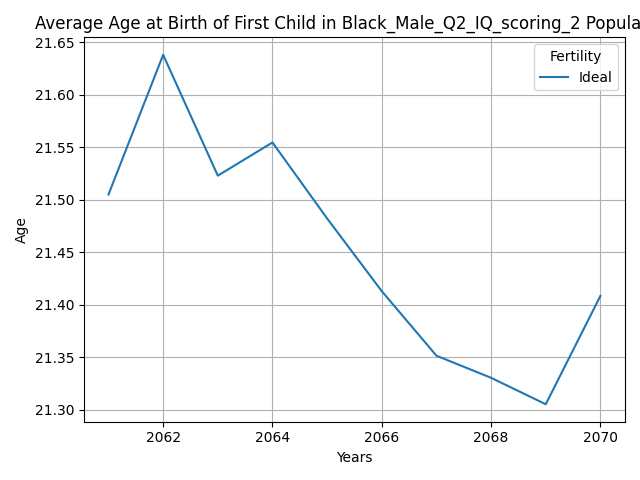 Average Age at Birth of First Child in Black_Male_Q2_IQ_scoring_2 Popula
21.65
21.60
21.55
21.50
21.45
21.40
21.35
21.30
Age
Fertility
Ideal
2062 2064 2066 2068 2070
Years